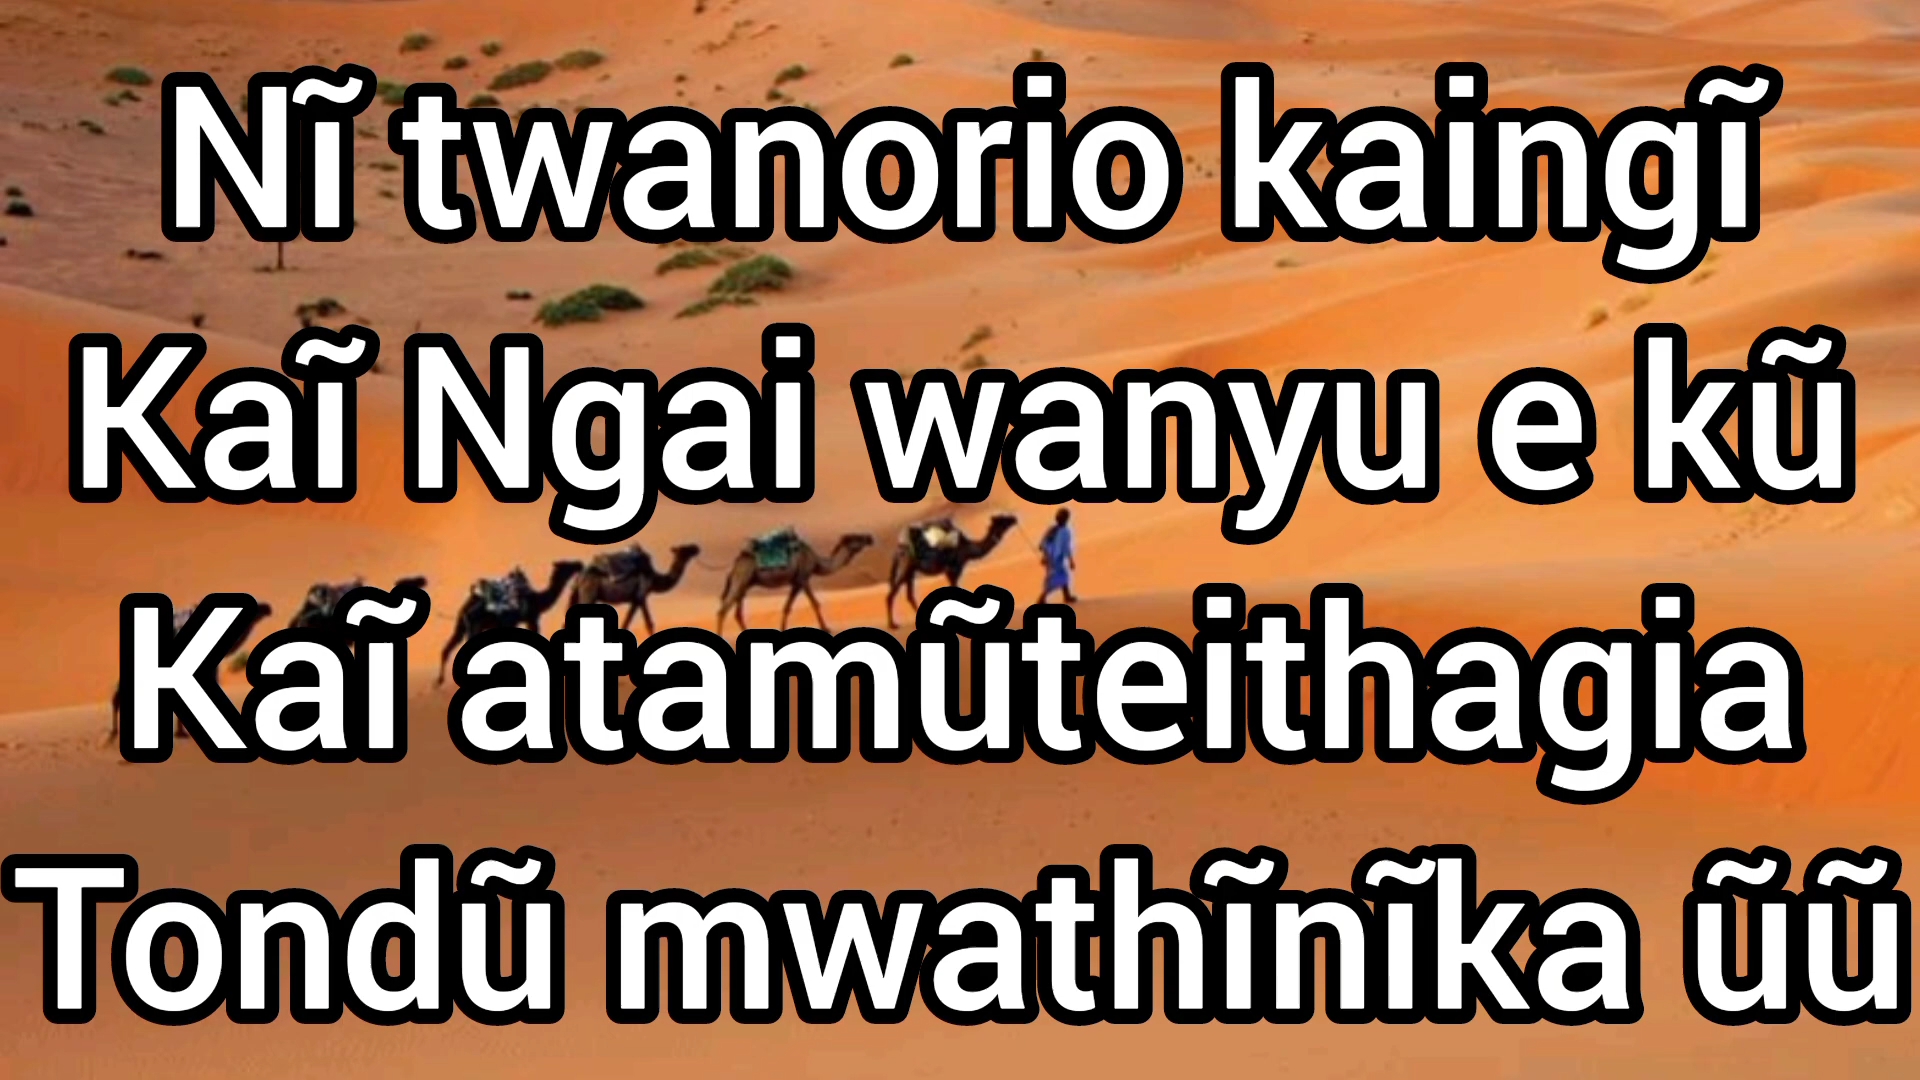 Nĩ twanorio kaingĩ
Kaĩ Ngai wanyu e kũ
Kaĩ atamũteithagia
Tondũ mwathĩnĩka ũũ